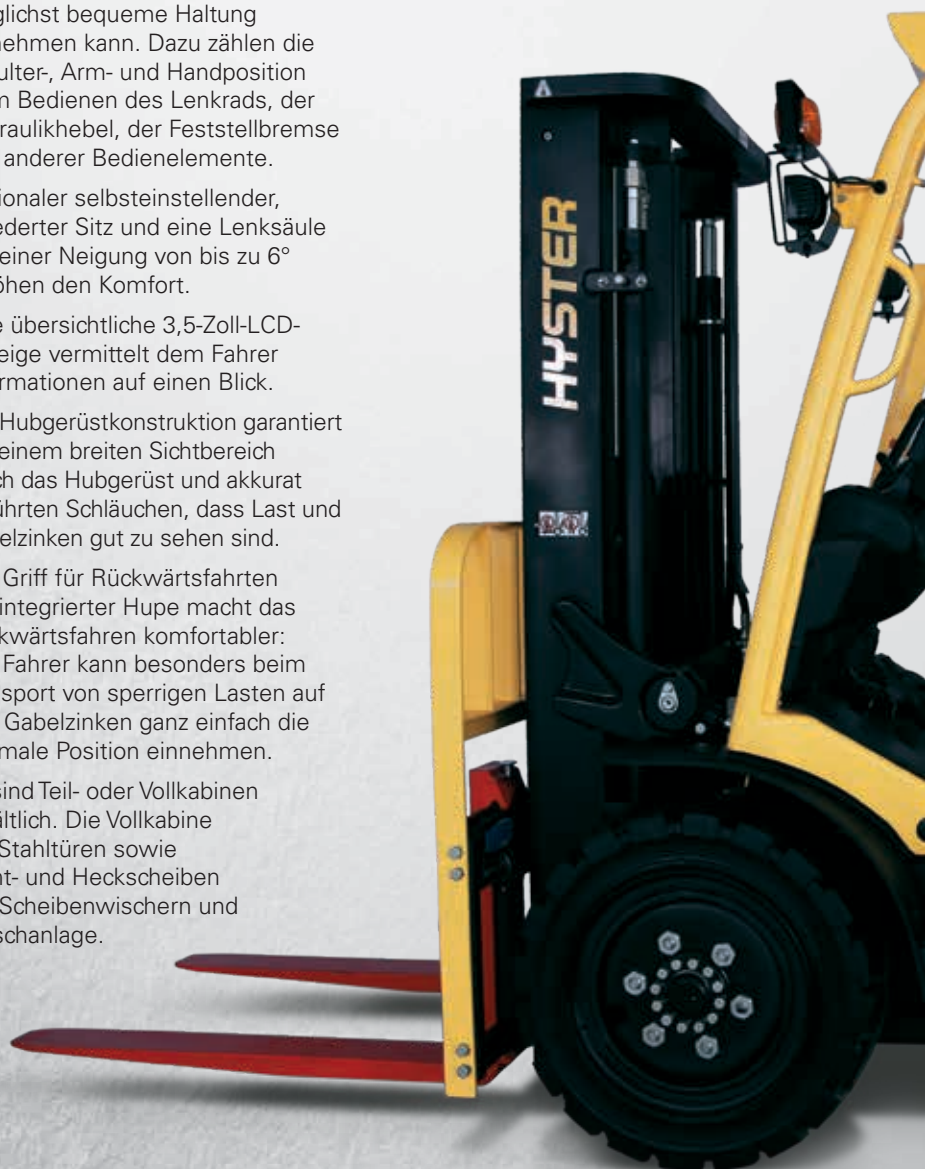 glichst bequeme Haltung
nehmen kann. Dazu zählen die
ulter-, Arm- und Handposition
n Bedienen des Lenkrads, der
raulikhebel, der Feststellbremse
anderer Bedienelemente.
ionaler selbsteinstellender,
ederter Sitz und eine Lenksäule
einer Neigung von bis zu 6°
öhen den Komfort.
e übersichtliche 3,5-Zoll-LCD-
eige vermittelt dem Fahrer
rmationen auf einen Blick.
Hubgerüstkonstruktion garantiert
einem breiten Sichtbereich
ch das Hubgerüst und akkurat
ührten Schläuchen, dass Last und
elzinken gut zu sehen sind.
Griff für Rückwärtsfahrten
integrierter Hupe macht das
kwärtsfahren komfortabler:
Fahrer kann besonders beim
sport von sperrigen Lasten auf
Gabelzinken ganz einfach die
male Position einnehmen.
sind Teil- oder Vollkabinen
ältlich. Die Vollkabine
Stahltüren sowie
nt- und Heckscheiben
Scheibenwischern und
schanlage.
HYSTER